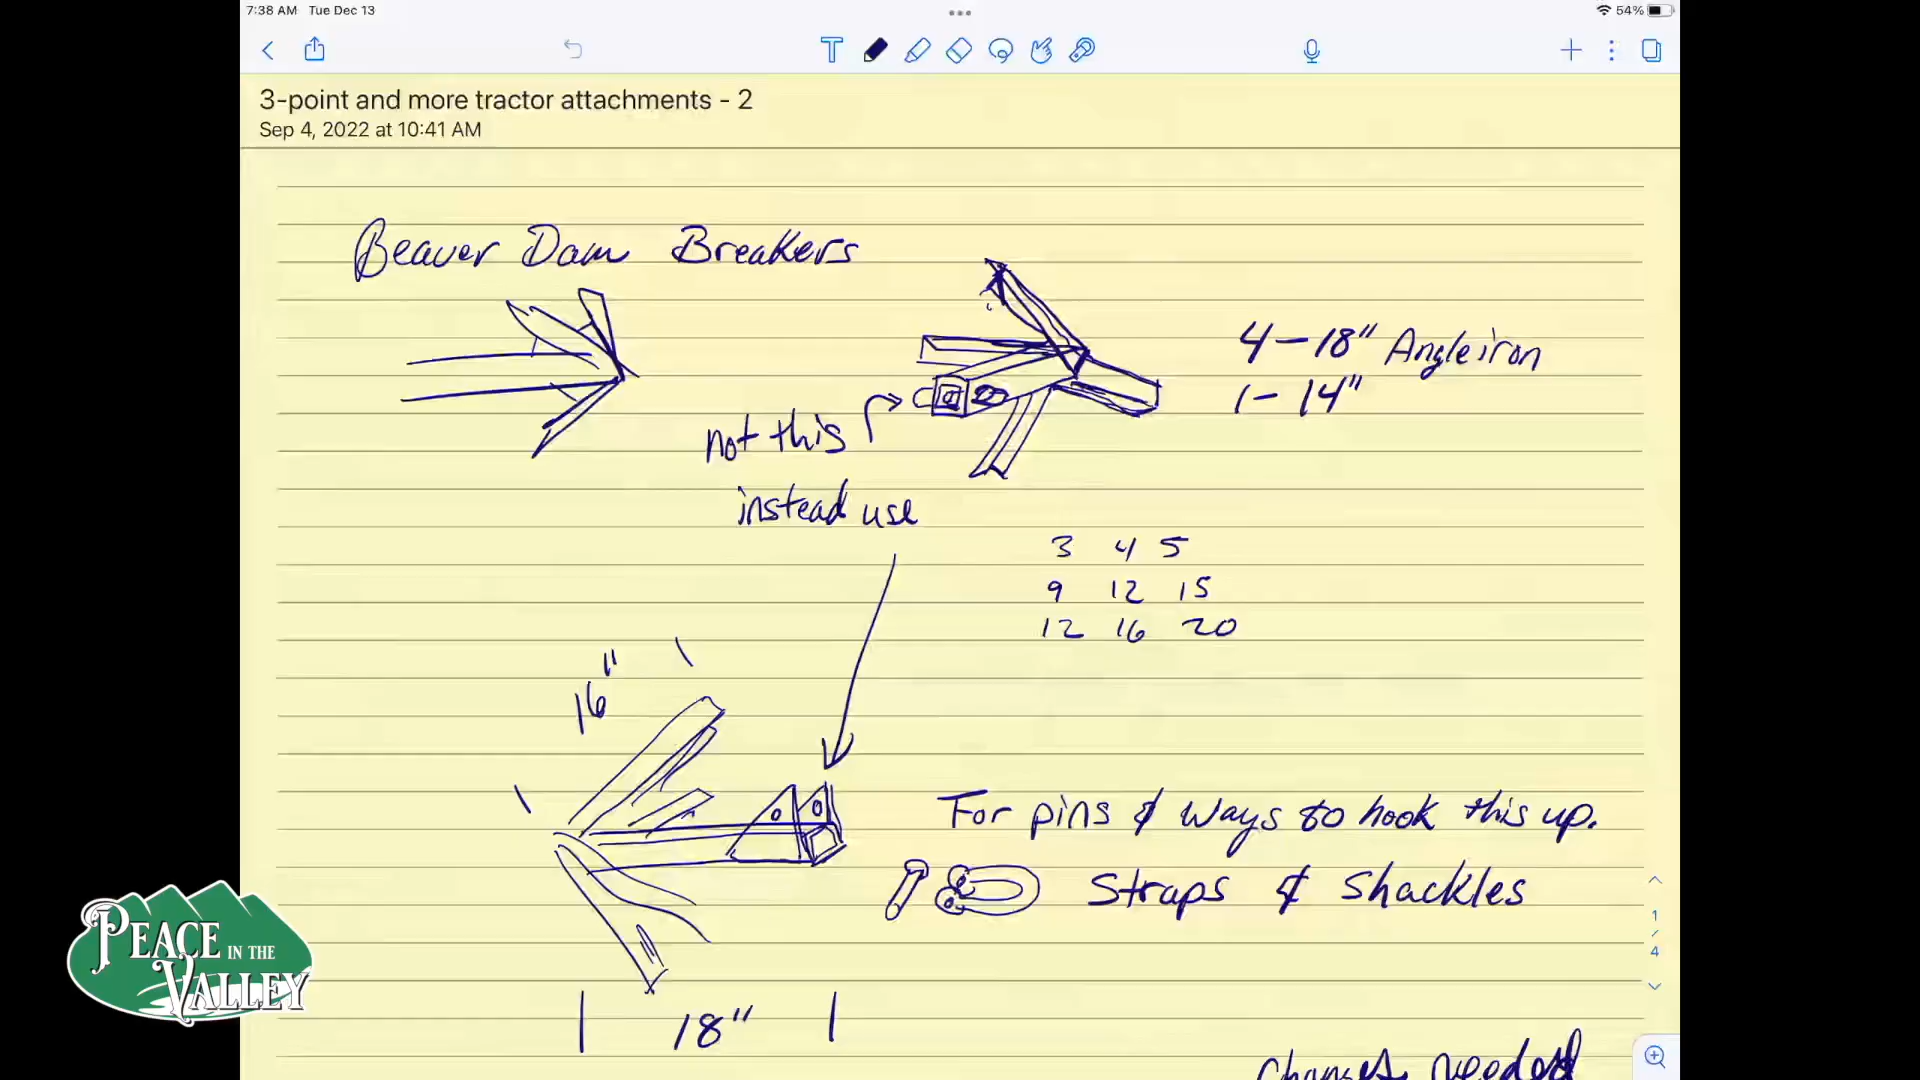 7:38 AM Tue Dec 13
54%
3-point and more tractor attachments - 2
Sep 4, 2022 at 10:41 AM
Beaver Dam Breakers
4 - 18" Angle iron
1 - 14"
not this
instead use
3 4 5
9 12 15
12 16 20
16"
For pins & ways to hook this up.
Straps & Shackles
18"
changes needed
1
/
4
PEACE IN THE VALLEY